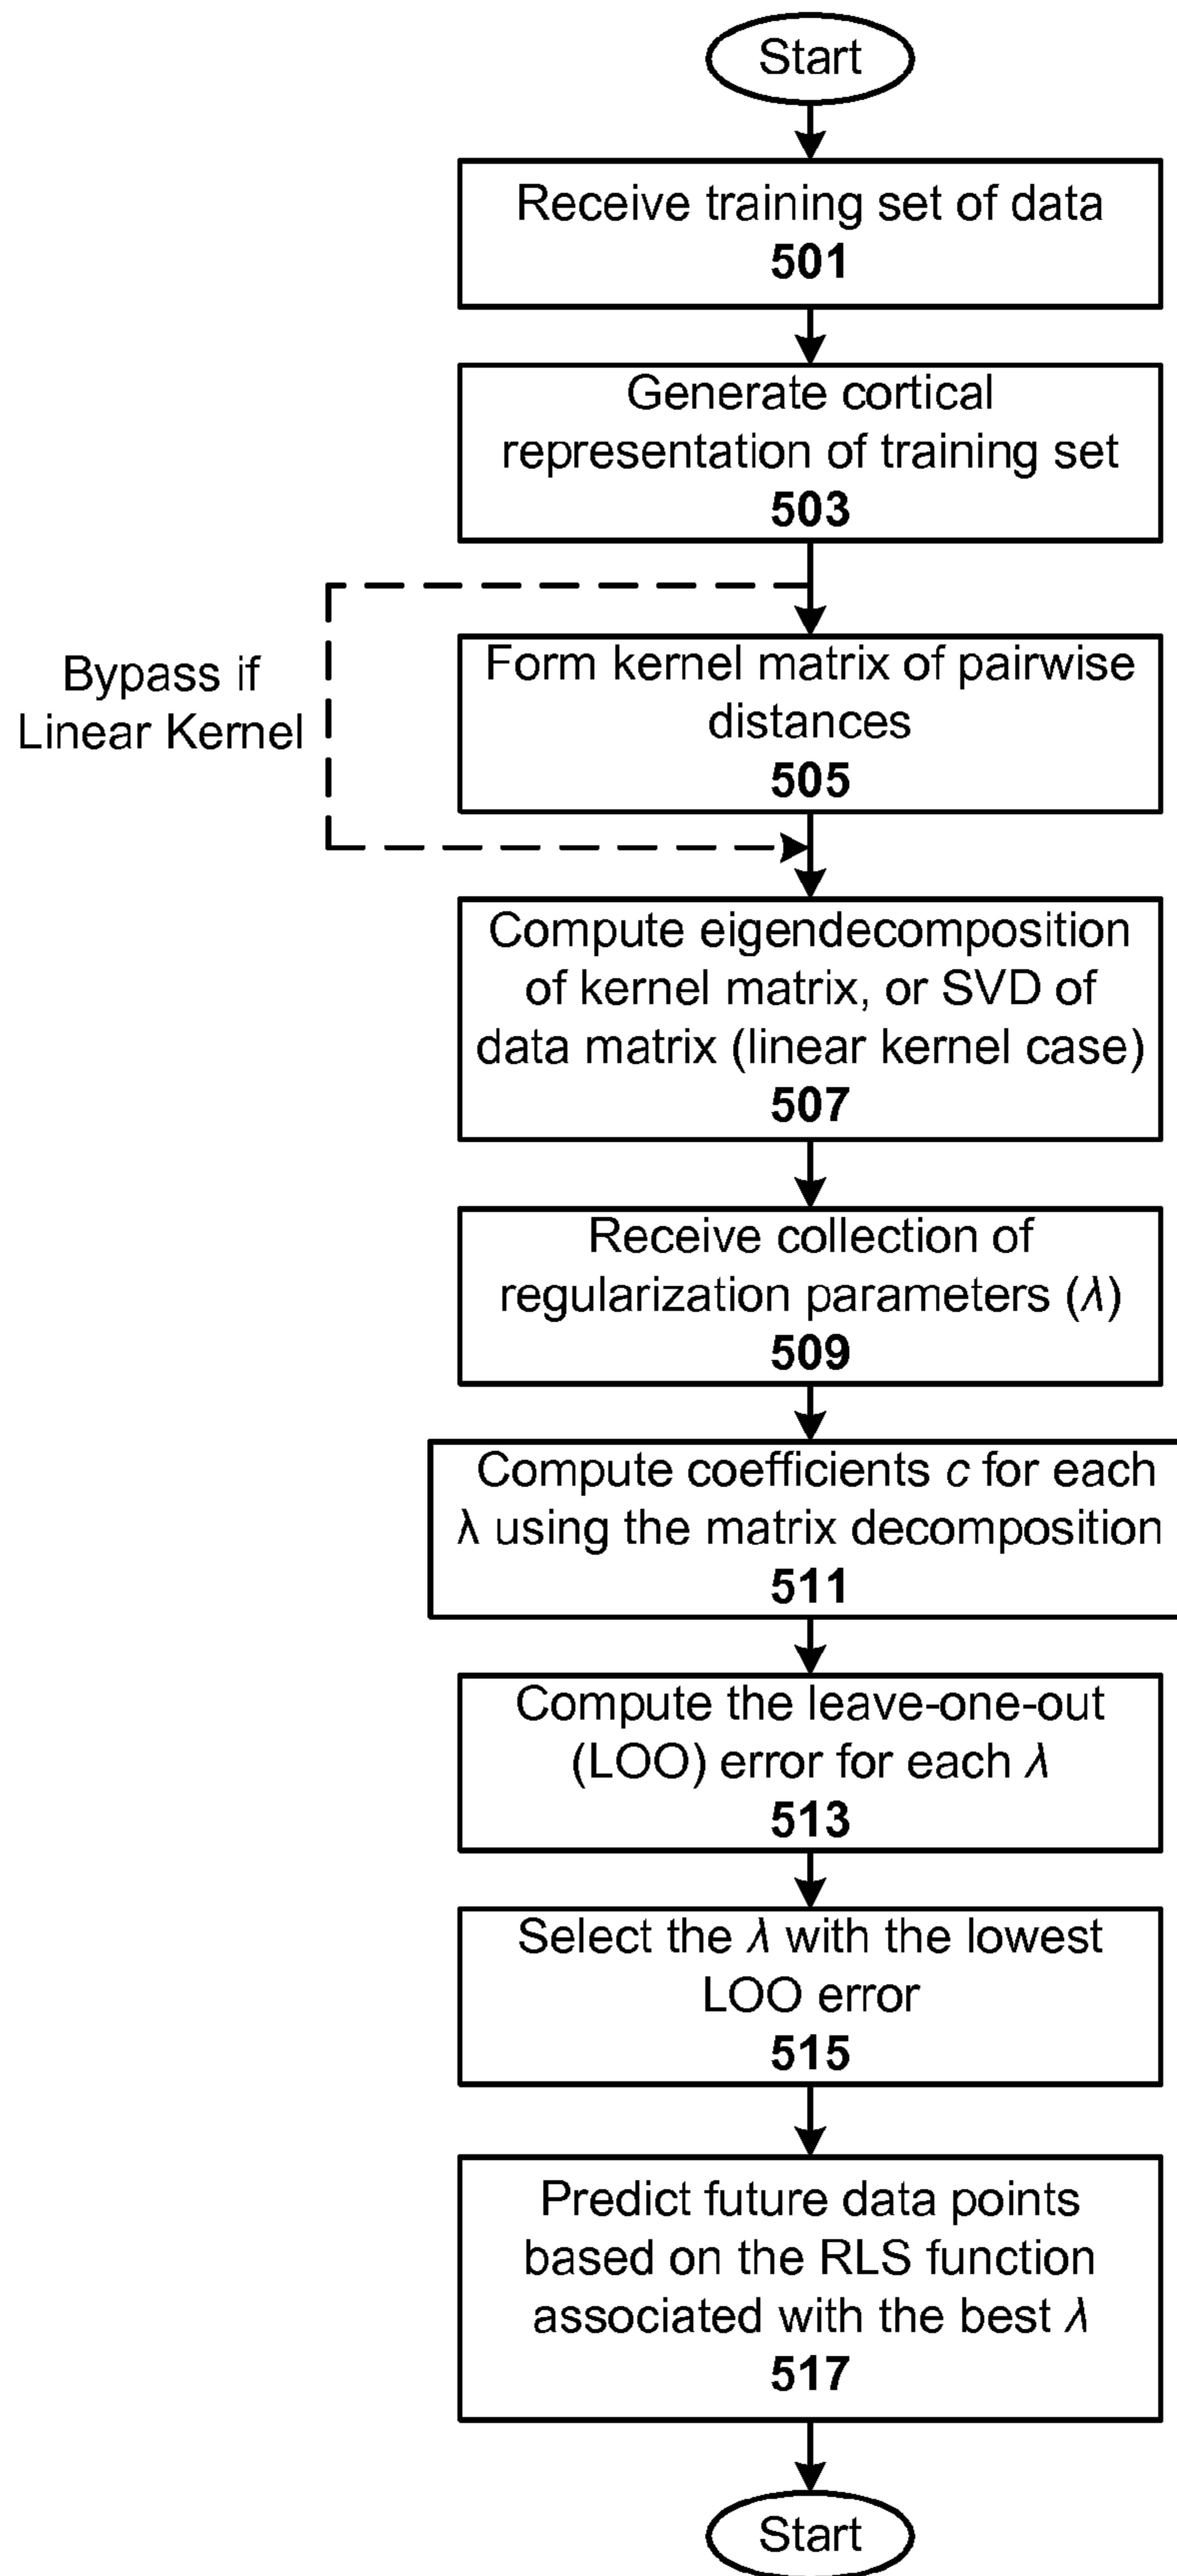 Start
Receive training set of data
501
Generate cortical
representation of training set
503
Bypass if
Linear Kernel
Form kernel matrix of pairwise
distances
505
Compute eigendecomposition
of kernel matrix, or SVD of
data matrix (linear kernel case)
507
Receive collection of
regularization parameters (λ)
509
Compute coefficients c for each
λ using the matrix decomposition
511
Compute the leave-one-out
(LOO) error for each λ
513
Select the λ with the lowest
LOO error
515
Predict future data points
based on the RLS function
associated with the best λ
517
Start